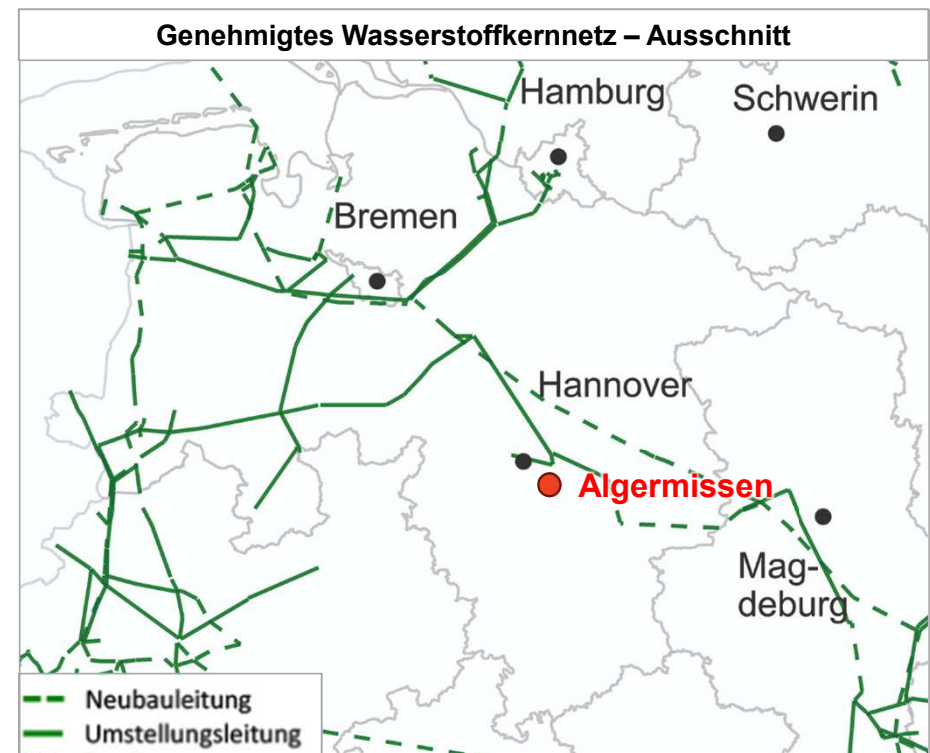 Genehmigtes Wasserstoffkernnetz – Ausschnitt
Hamburg
Schwerin
Bremen
Hannover
Algermissen
Mag-
deburg
Neubauleitung
Umstellungsleitung